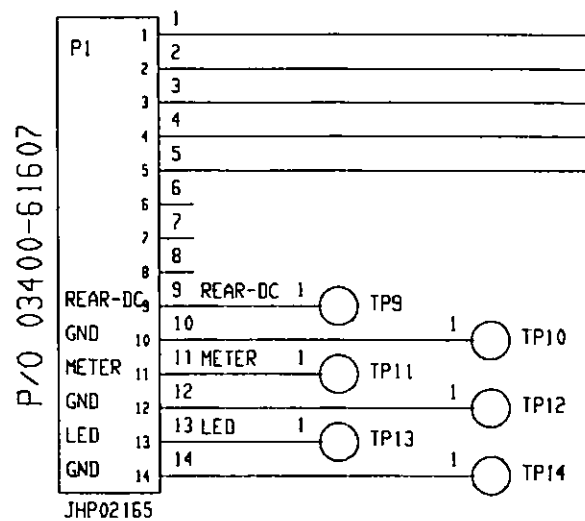 P/O 03400-61607
P1
1 1
2 2
3 3
4 4
5 5
6 6
7 7
8 8
REAR-DC 9 9 REAR-DC 1 TP9
GND 10 10 1 TP10
METER 11 11 METER 1 TP11
GND 12 12 1 TP12
LED 13 13 LED 1 TP13
GND 14 14 1 TP14
JHP02165